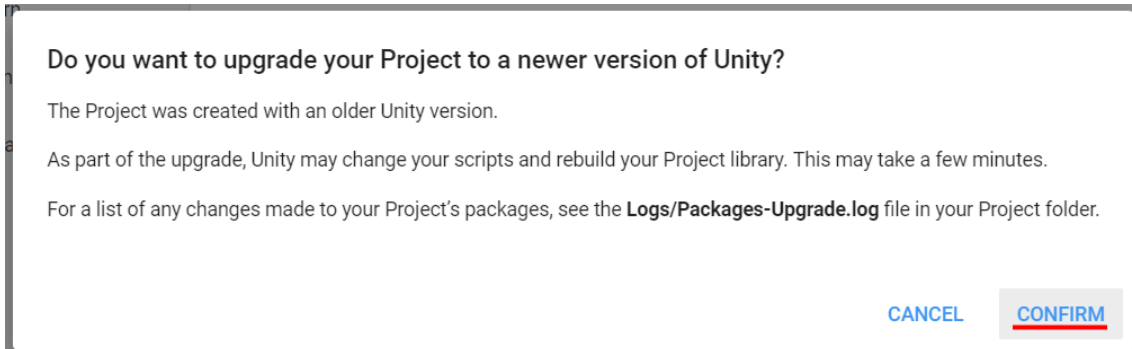 Do you want to upgrade your Project to a newer version of Unity?
The Project was created with an older Unity version.
As part of the upgrade, Unity may change your scripts and rebuild your Project library. This may take a few minutes.
For a list of any changes made to your Project's packages, see the Logs/Packages-Upgrade.log file in your Project folder.
CANCEL CONFIRM